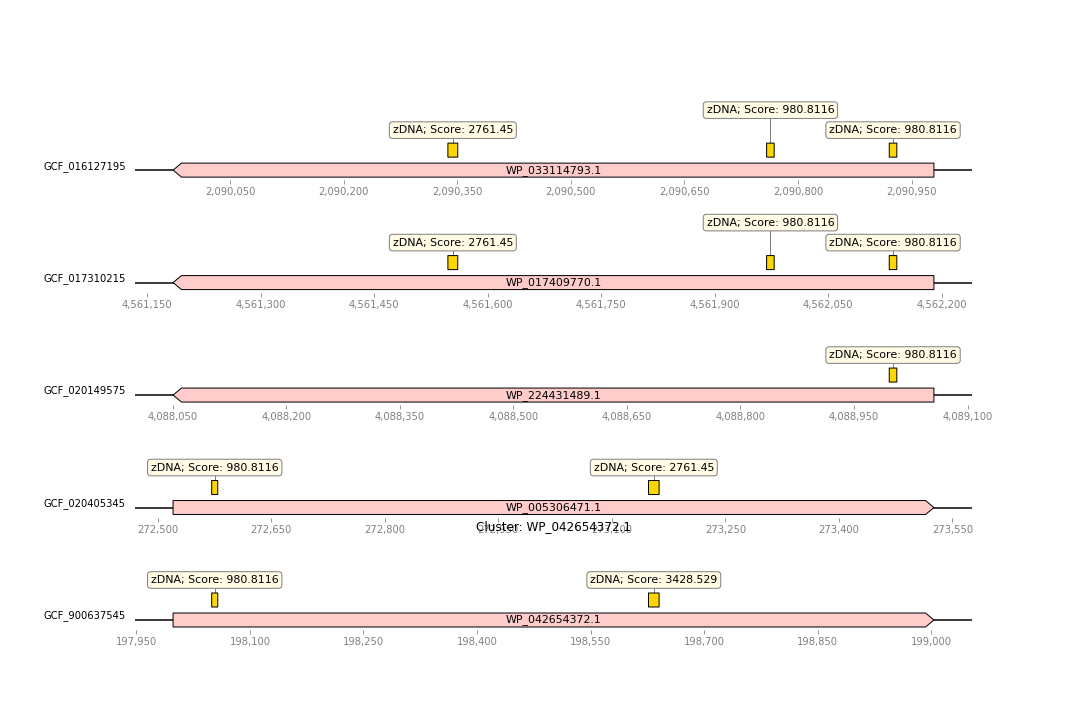 zDNA; Score: 980.8116
zDNA; Score: 2761.45 zDNA; Score: 980.8116
GCF_016127195 WP_033114793.1
2,090,050 2,090,200 2,090,350 2,090,500 2,090,650 2,090,800 2,090,950
zDNA; Score: 980.8116
zDNA; Score: 2761.45 zDNA; Score: 980.8116
GCF_017310215 WP_017409770.1
4,561,150 4,561,300 4,561,450 4,561,600 4,561,750 4,561,900 4,562,050 4,562,200
zDNA; Score: 980.8116
GCF_020149575 WP_224431489.1
4,088,050 4,088,200 4,088,350 4,088,500 4,088,650 4,088,800 4,088,950 4,089,100
zDNA; Score: 980.8116 zDNA; Score: 2761.45
GCF_020405345 WP_005306471.1
272,500 272,650 272,800 273,250 273,400 273,550
Cluster: WP_042654372.1
zDNA; Score: 980.8116 zDNA; Score: 3428.529
GCF_900637545 WP_042654372.1
197,950 198,100 198,250 198,400 198,550 198,700 198,850 199,000